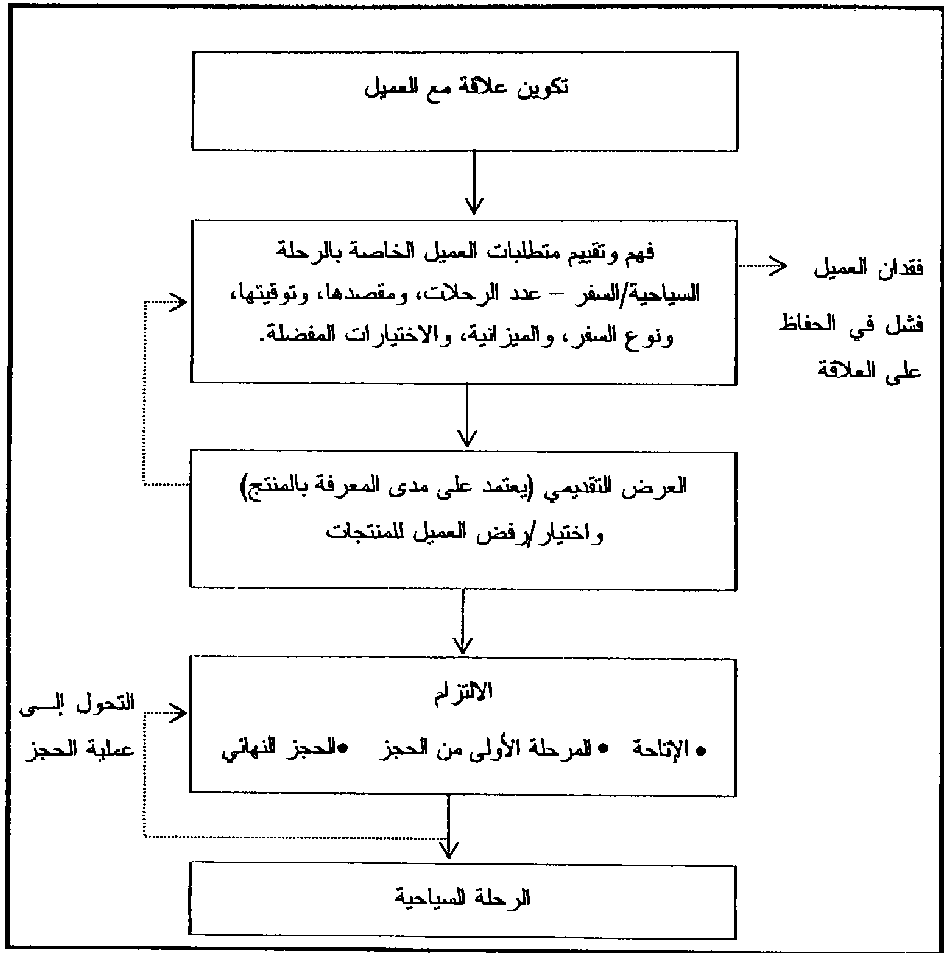 تكوين علاقة مع العميل
فهم وتقييم متطلبات العميل الخاصة بالرحلة
السياحية/السفر – عدد الرحلات، ومقصدها، وتوقيتها،
ونوع السفر، والميزانية، والاختيارات المفضلة.
فقدان العميل
فشل في الحفاظ
على العلاقة
العرض التقديمي (يعتمد على مدى المعرفة بالمنتج)
واختيار/رفض العميل للمنتجات
الالتزام
• الإتاحة • المرحلة الأولى من الحجز • الحجز النهائي
التحول إلى
عملية الحجز
الرحلة السياحية